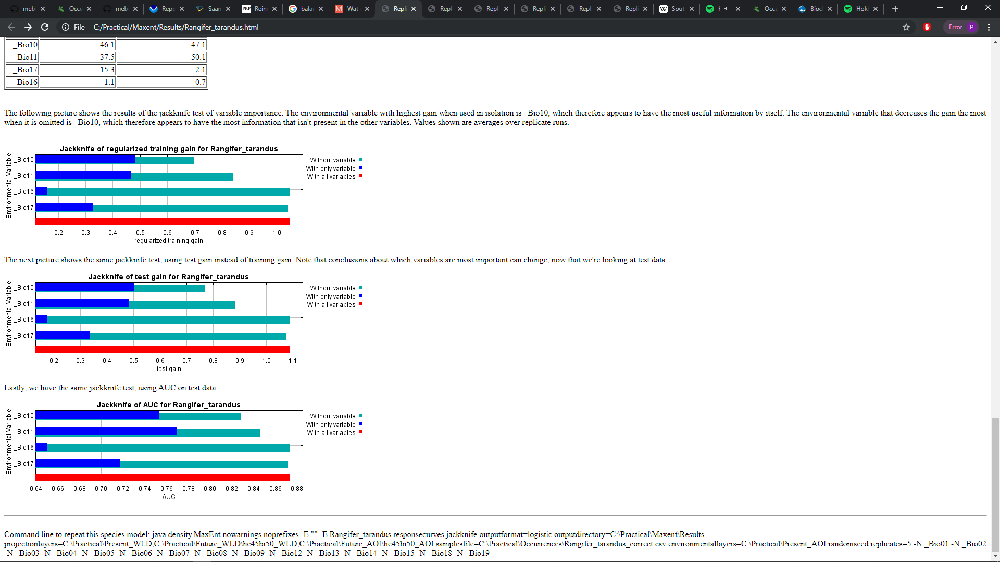 meb Occu meb Repo Saan PKP Rein balan Wat Repli Repli Repli Repli Repli Repli W Sout H Occu Biocl Hold
File C:/Practical/Maxent/Results/Rangifer_tarandus.html Error P
_Bio10 46.1 47.1
_Bio11 37.5 50.1
_Bio17 15.3 2.1
_Bio16 1.1 0.7
The following picture shows the results of the jackknife test of variable importance. The environmental variable with highest gain when used in isolation is _Bio10, which therefore appears to have the most useful information by itself. The environmental variable that decreases the gain the most
when it is omitted is _Bio10, which therefore appears to have the most information that isn't present in the other variables. Values shown are averages over replicate runs.
Jackknife of regularized training gain for Rangifer_tarandus
Environmental Variable
_Bio10
_Bio11
_Bio16
_Bio17
Without variable
With only variable
With all variables
0.2 0.3 0.4 0.5 0.6 0.7 0.8 0.9 1.0
regularized training gain
The next picture shows the same jackknife test, using test gain instead of training gain. Note that conclusions about which variables are most important can change, now that we're looking at test data.
Jackknife of test gain for Rangifer_tarandus
Environmental Variable
_Bio10
_Bio11
_Bio16
_Bio17
Without variable
With only variable
With all variables
0.2 0.3 0.4 0.5 0.6 0.7 0.8 0.9 1.0 1.1
test gain
Lastly, we have the same jackknife test, using AUC on test data.
Jackknife of AUC for Rangifer_tarandus
Environmental Variable
_Bio10
_Bio11
_Bio16
_Bio17
Without variable
With only variable
With all variables
0.64 0.66 0.68 0.70 0.72 0.74 0.76 0.78 0.80 0.82 0.84 0.86 0.88
AUC
Command line to repeat this species model: java density.MaxEnt nowarnings noprefixes -E "" -E Rangifer_tarandus responsecurves jackknife outputformat=logistic outputdirectory=C:\Practical\Maxent\Results
projectionlayers=C:\Practical\Present_WLD,C:\Practical\Future_WLD\he45bi50_WLD,C:\Practical\Future_AOI\he45bi50_AOI samplesfile=C:\Practical\Occurrences\Rangifer_tarandus_correct.csv environmentallayers=C:\Practical\Present_AOI randomseed replicates=5 -N _Bio01 -N _Bio02
-N _Bio03 -N _Bio04 -N _Bio05 -N _Bio06 -N _Bio07 -N _Bio08 -N _Bio09 -N _Bio12 -N _Bio13 -N _Bio14 -N _Bio15 -N _Bio18 -N _Bio19